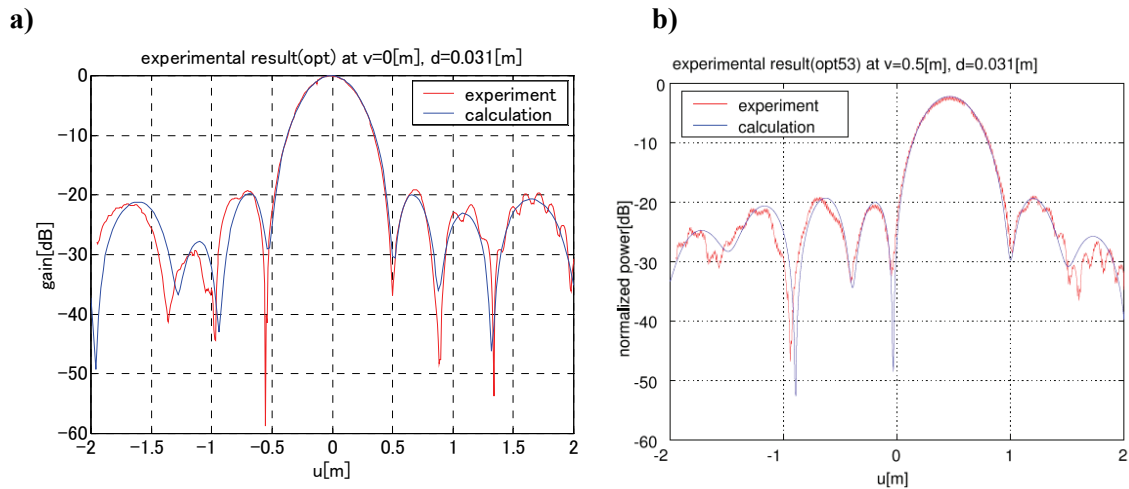 a)
experimental result(opt) at v=0[m], d=0.031[m]
experiment
calculation
0
−10
−20
−30
−40
−50
−60
gain[dB]
−2
−1.5
−1
−0.5
0
0.5
1
1.5
2
u[m]
b)
experimental result(opt53) at v=0.5[m], d=0.031[m]
experiment
calculation
0
-10
-20
-30
-40
-50
-60
normalized power[dB]
-2
-1
0
1
2
u[m]